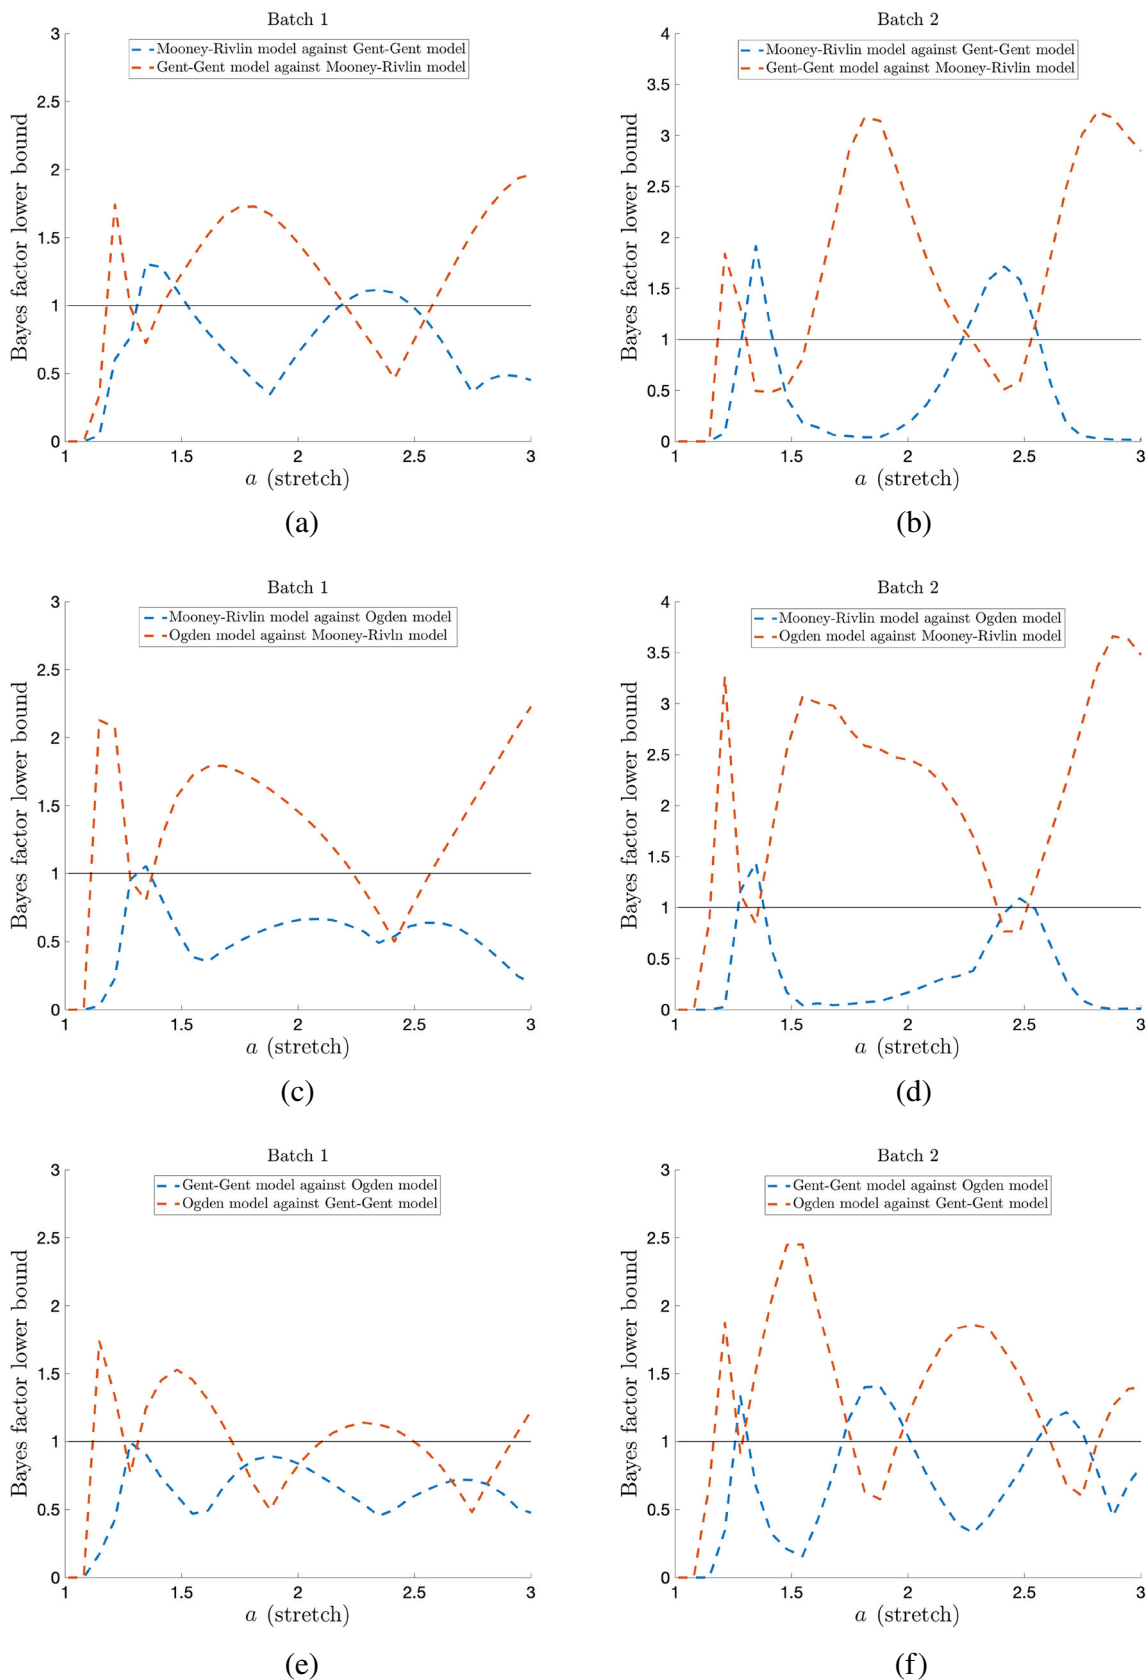 Batch 1
Mooney-Rivlin model against Gent-Gent model
Gent-Gent model against Mooney-Rivlin model
Bayes factor lower bound
3
2.5
2
1.5
1
0.5
0
1
1.5
2
2.5
3
a (stretch)
(a)
Batch 2
Mooney-Rivlin model against Gent-Gent model
Gent-Gent model against Mooney-Rivlin model
Bayes factor lower bound
4
3.5
3
2.5
2
1.5
1
0.5
0
1
1.5
2
2.5
3
a (stretch)
(b)
Batch 1
Mooney-Rivlin model against Ogden model
Ogden model against Mooney-Rivln model
Bayes factor lower bound
3
2.5
2
1.5
1
0.5
0
1
1.5
2
2.5
3
a (stretch)
(c)
Batch 2
Mooney-Rivlin model against Ogden model
Ogden model against Mooney-Rivlin model
Bayes factor lower bound
4
3.5
3
2.5
2
1.5
1
0.5
0
1
1.5
2
2.5
3
a (stretch)
(d)
Batch 1
Gent-Gent model against Ogden model
Ogden model against Gent-Gent model
Bayes factor lower bound
3
2.5
2
1.5
1
0.5
0
1
1.5
2
2.5
3
a (stretch)
(e)
Batch 2
Gent-Gent model against Ogden model
Ogden model against Gent-Gent model
Bayes factor lower bound
3
2.5
2
1.5
1
0.5
0
1
1.5
2
2.5
3
a (stretch)
(f)